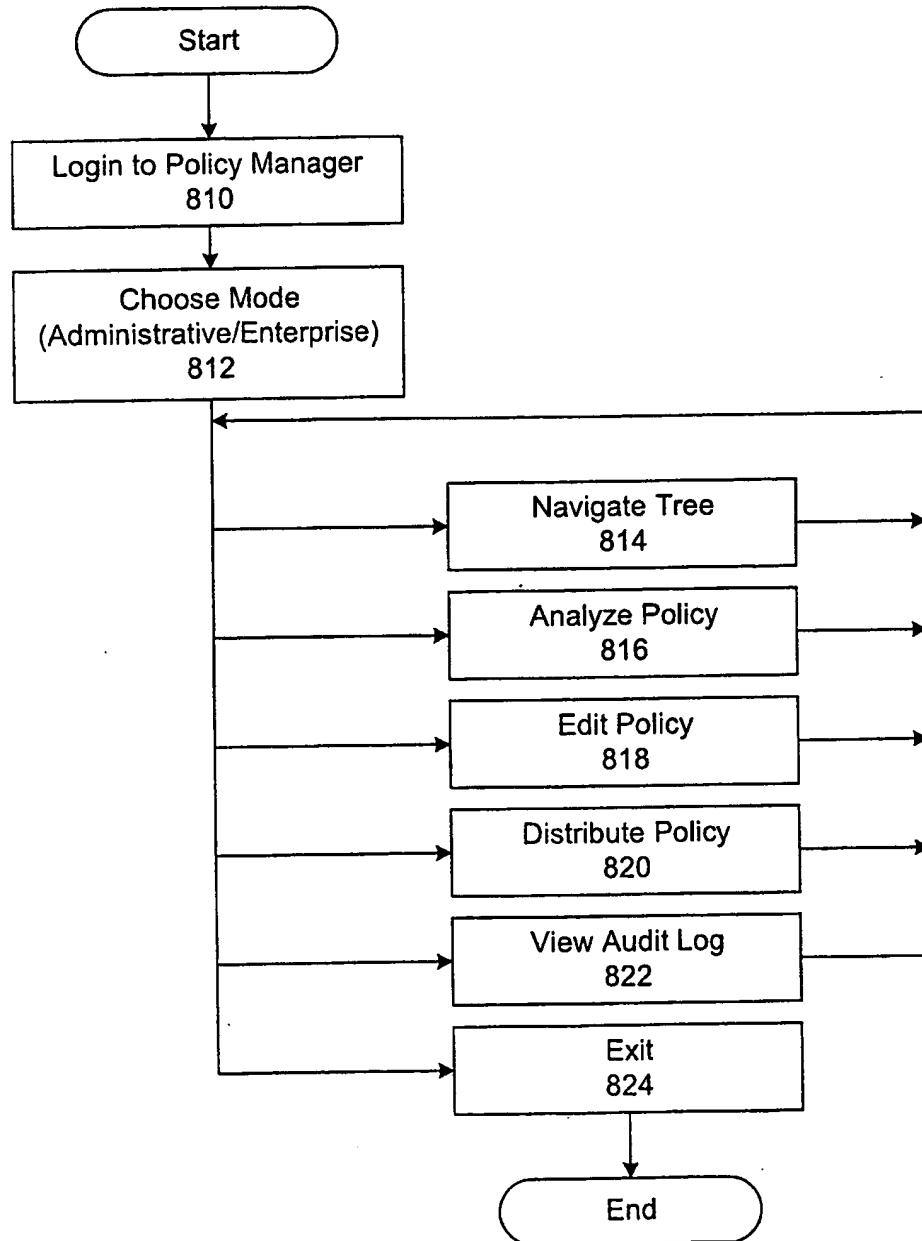 Start
Login to Policy Manager
810
Choose Mode
(Administrative/Enterprise)
812
Navigate Tree
814
Analyze Policy
816
Edit Policy
818
Distribute Policy
820
View Audit Log
822
Exit
824
End